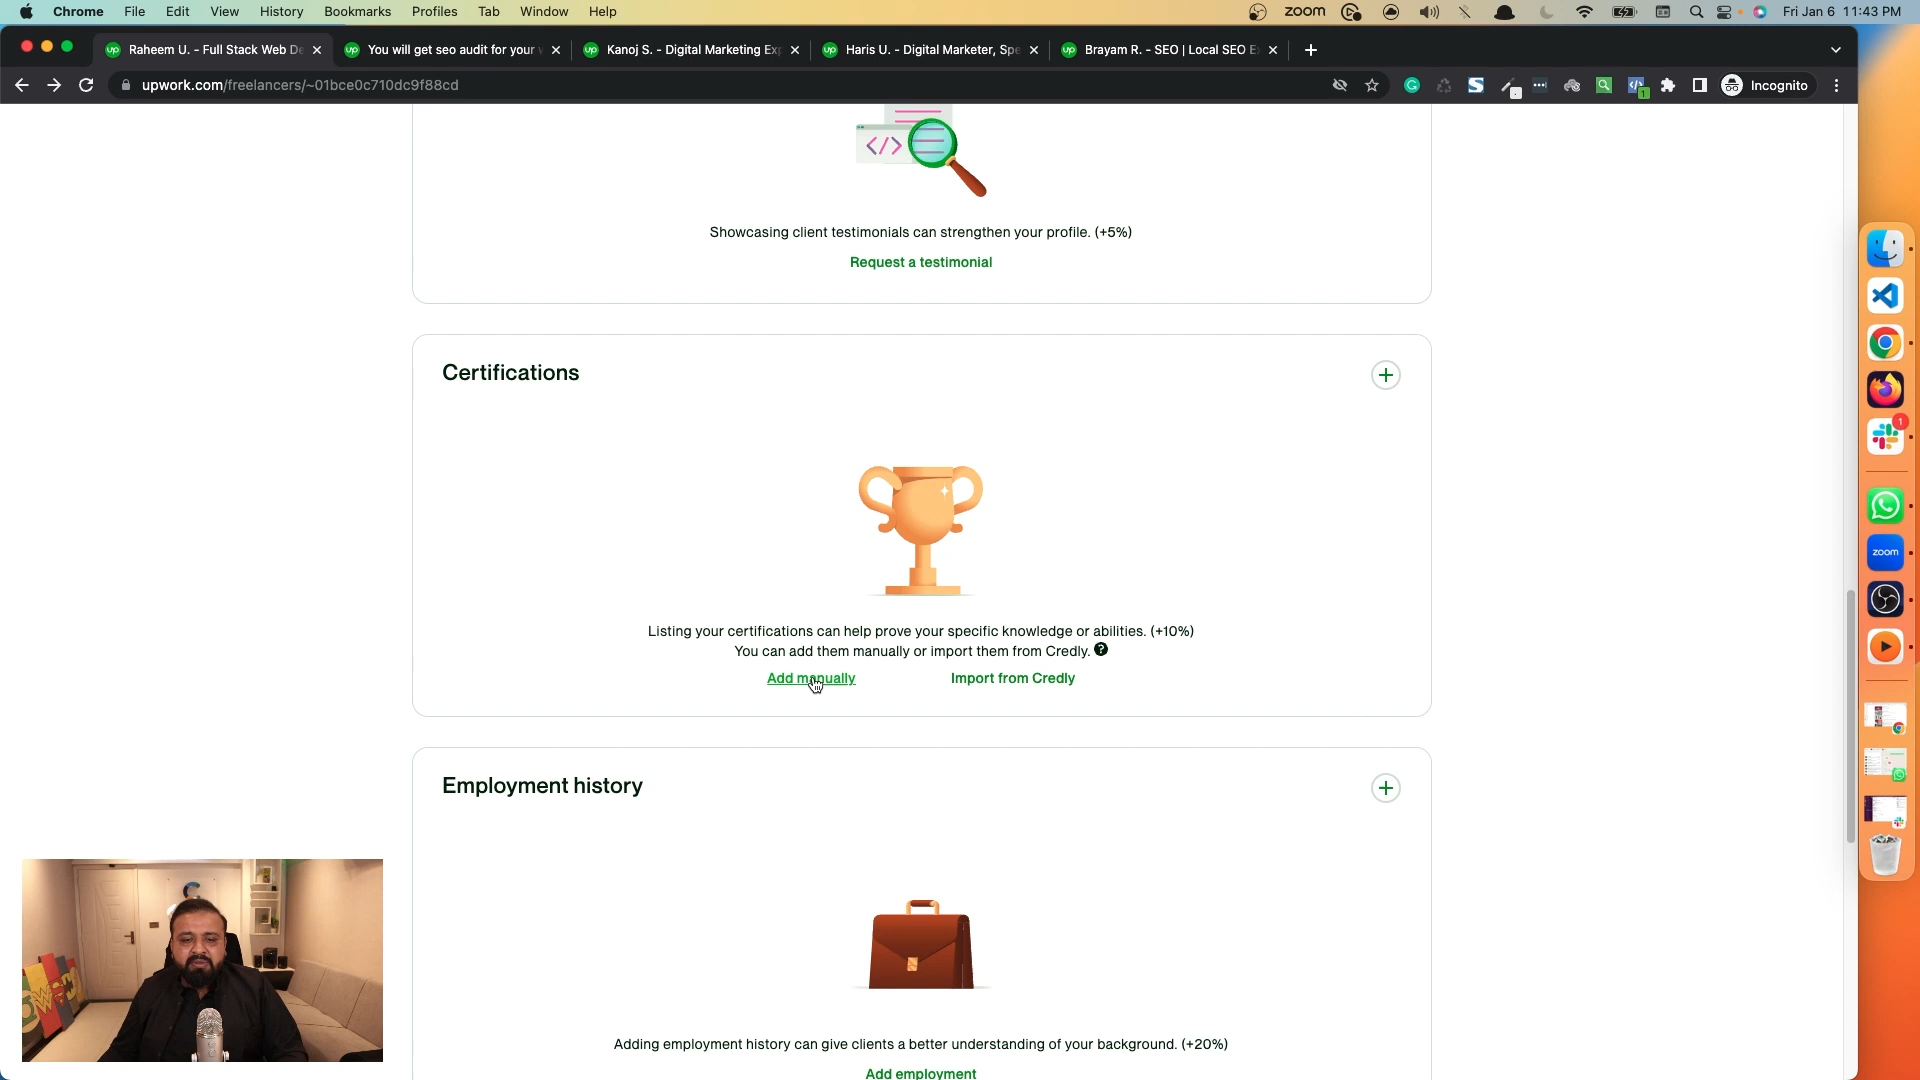 Chrome File Edit View History Bookmarks Profiles Tab Window Help
zoom
Fri Jan 6 11:43 PM
Raheem U. - Full Stack Web De
You will get seo audit for your
Kanoj S. - Digital Marketing Exp
Haris U. - Digital Marketer, Spe
Brayam R. - SEO | Local SEO E
upwork.com/freelancers/~01bce0c710dc9f88cd
Incognito
Showcasing client testimonials can strengthen your profile. (+5%)
Request a testimonial
Certifications
Listing your certifications can help prove your specific knowledge or abilities. (+10%)
You can add them manually or import them from Credly.
Add manually
Import from Credly
Employment history
Adding employment history can give clients a better understanding of your background. (+20%)
Add employment
zoom
1